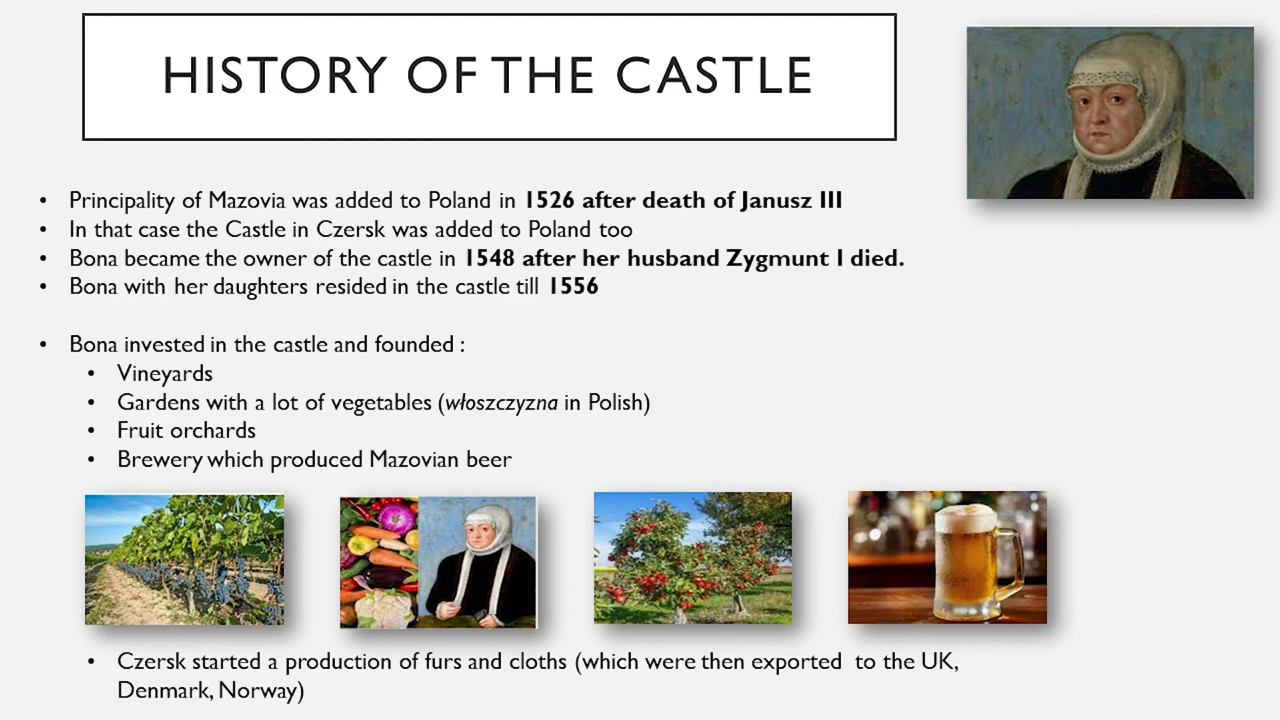 HISTORY OF THE CASTLE
• Principality of Mazovia was added to Poland in 1526 after death of Janusz III
• In that case the Castle in Czersk was added to Poland too
• Bona became the owner of the castle in 1548 after her husband Zygmunt I died.
• Bona with her daughters resided in the castle till 1556
• Bona invested in the castle and founded :
• Vineyards
• Gardens with a lot of vegetables (włoszczyzna in Polish)
• Fruit orchards
• Brewery which produced Mazovian beer
• Czersk started a production of furs and cloths (which were then exported  to the UK,
Denmark, Norway)